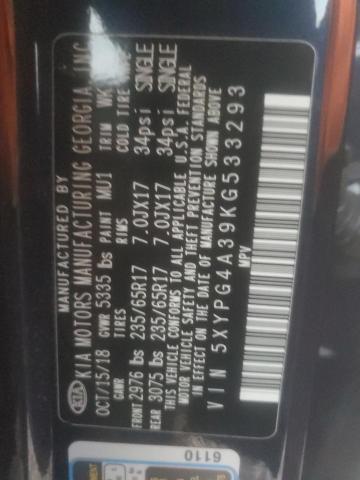 MANUFACTURED BY
KIA KIA MOTORS MANUFACTURING GEORGIA, INC
OCT/15/18 GVWR 5335 lbs PAINT MU1 TRIM WK
GAWR TIRES RIMS COLD TIRE
FRONT 2976 lbs 235/65R17 7.0JX17 34psi SINGLE
REAR 3075 lbs 235/65R17 7.0JX17 34psi SINGLE
THIS VEHICLE CONFORMS TO ALL APPLICABLE U.S.A. FEDERAL
MOTOR VEHICLE SAFETY AND THEFT PREVENTION STANDARDS
IN EFFECT ON THE DATE OF MANUFACTURE SHOWN ABOVE
VIN 5XYPG4A39KG533293
MPV
6110